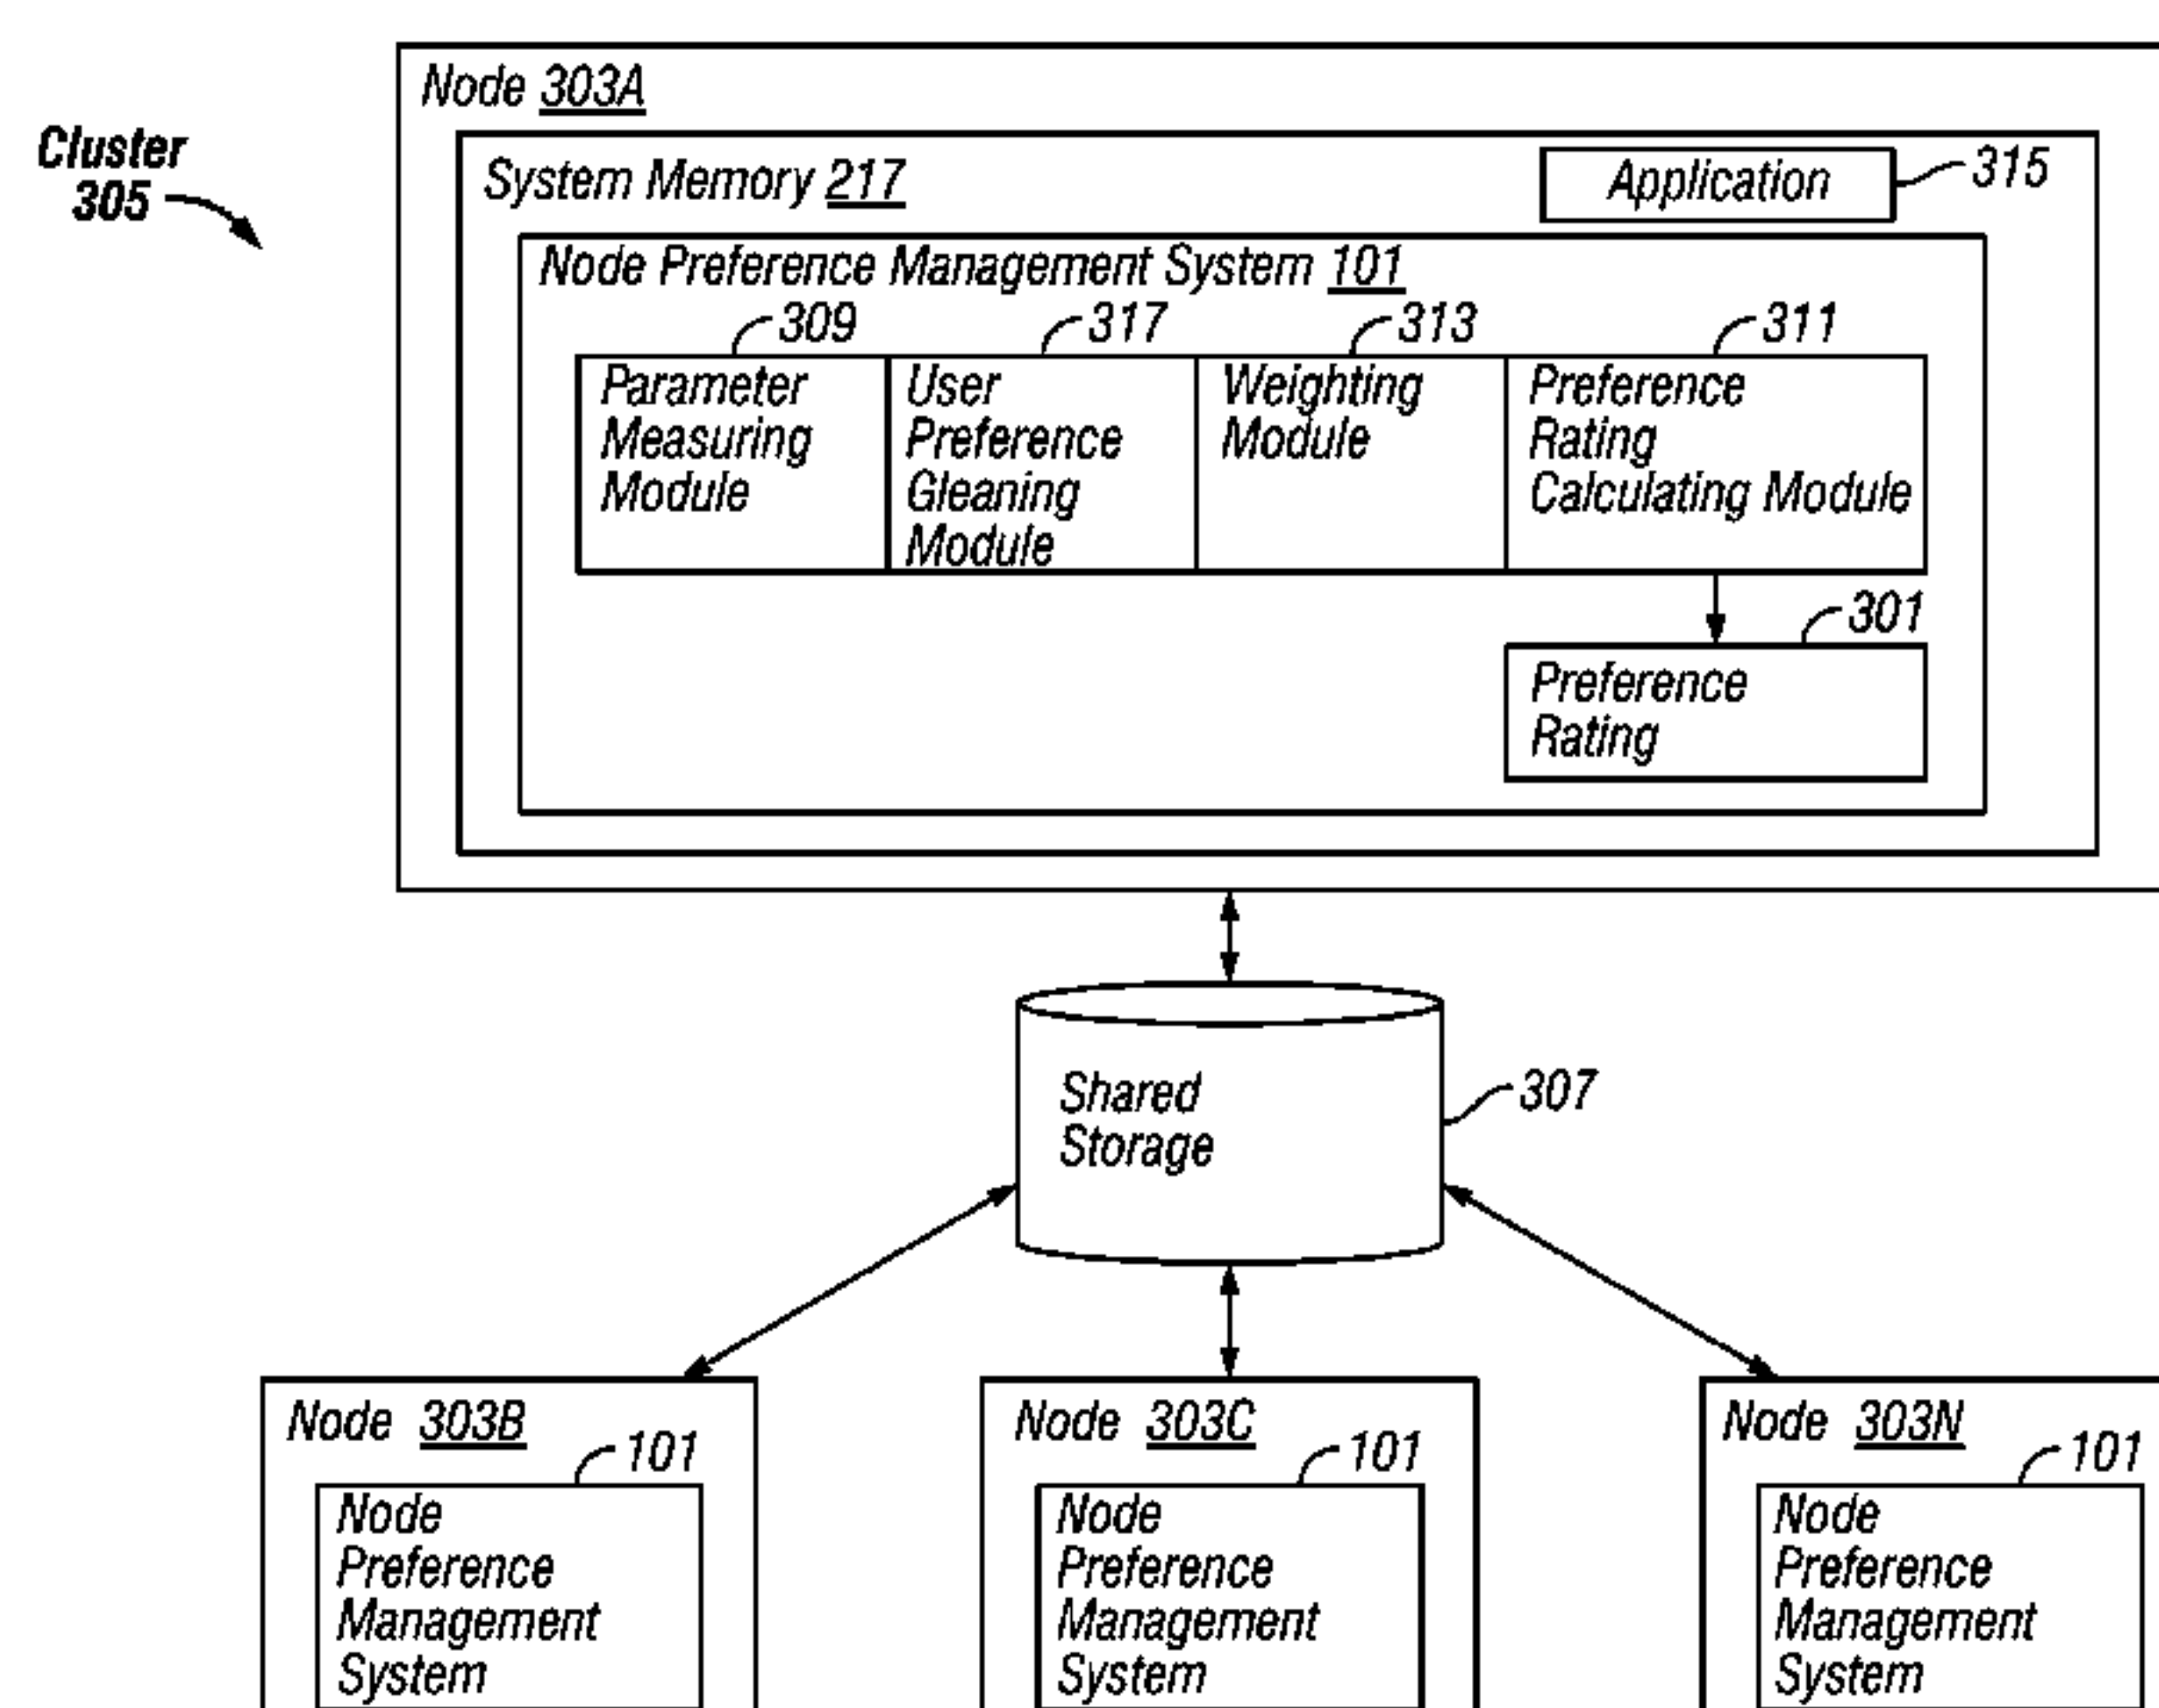 Node 303A
Cluster
305
System Memory 217
Application
315
Node Preference Management System 101
309
317
313
311
Parameter
Measuring
Module
User
Preference
Gleaning
Module
Weighting
Module
Preference
Rating
Calculating Module
301
Preference
Rating
Shared
Storage
307
Node 303B
101
Node
Preference
Management
System
Node 303C
101
Node
Preference
Management
System
Node 303N
101
Node
Preference
Management
System